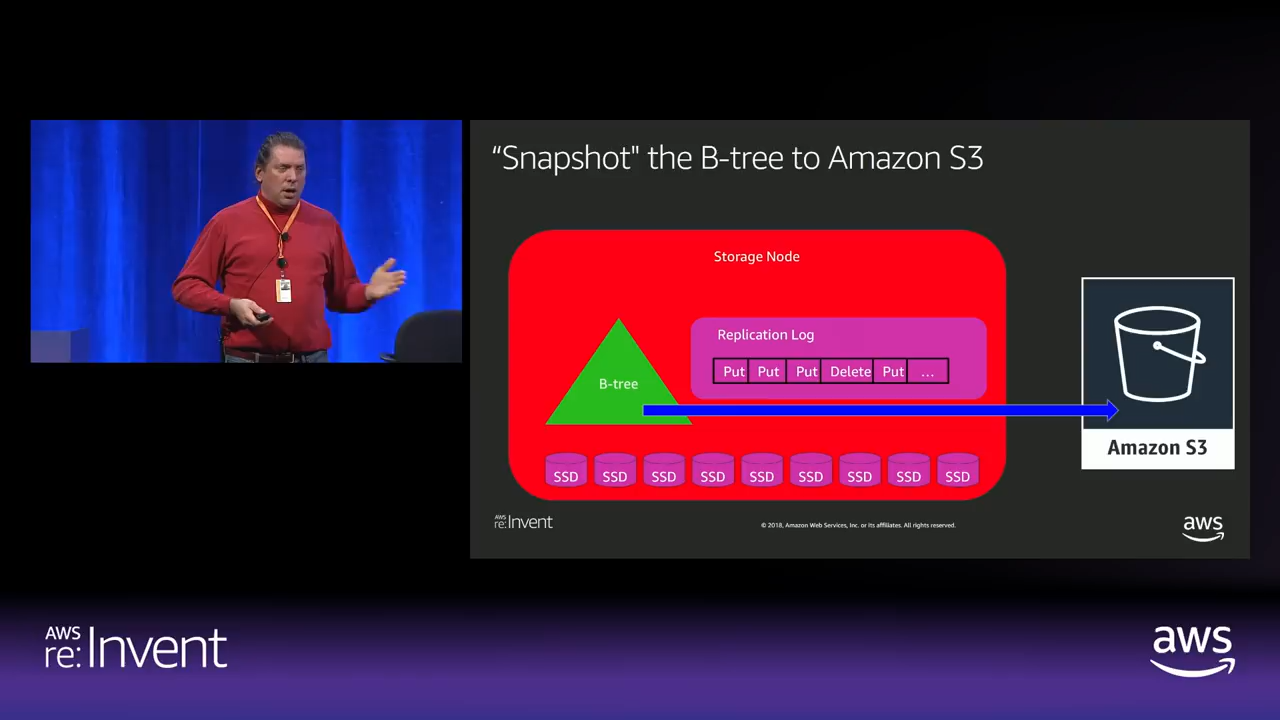 “Snapshot" the B-tree to Amazon S3
Storage Node
Replication Log
Put Put Put Delete Put ...
B-tree
SSD SSD SSD SSD SSD SSD SSD SSD SSD
Amazon S3
AWS
re:Invent
© 2018, Amazon Web Services, Inc. or its affiliates. All rights reserved.
aws
AWS
re:Invent
aws